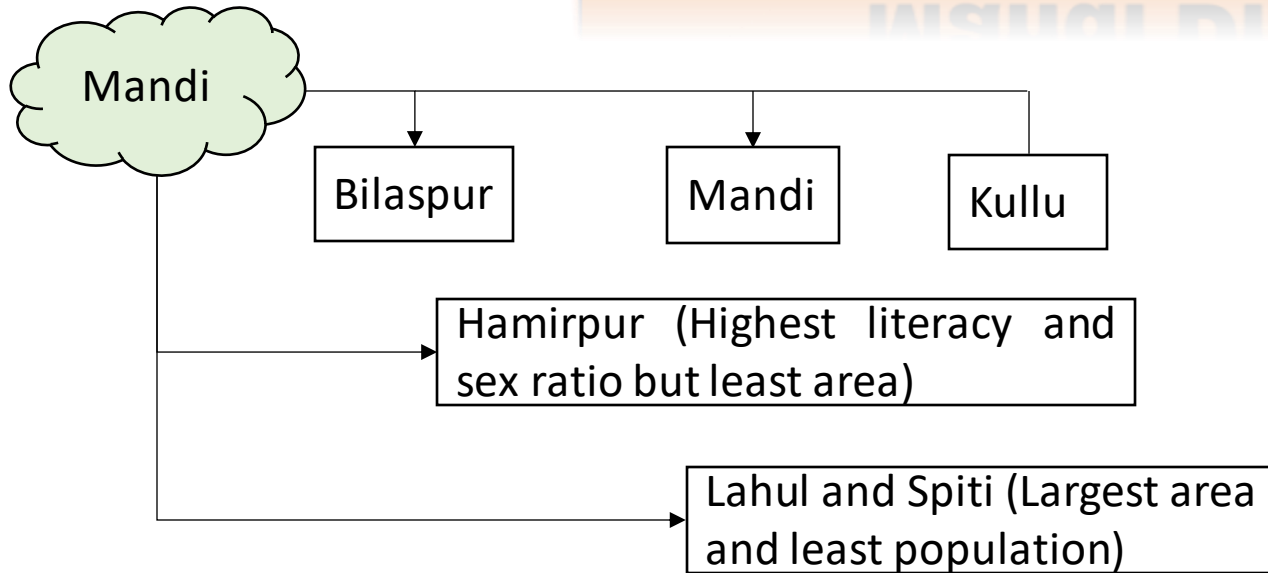 Mandi
Bilaspur
Mandi
Kullu
Hamirpur (Highest literacy and
sex ratio but least area)
Lahul and Spiti (Largest area
and least population)